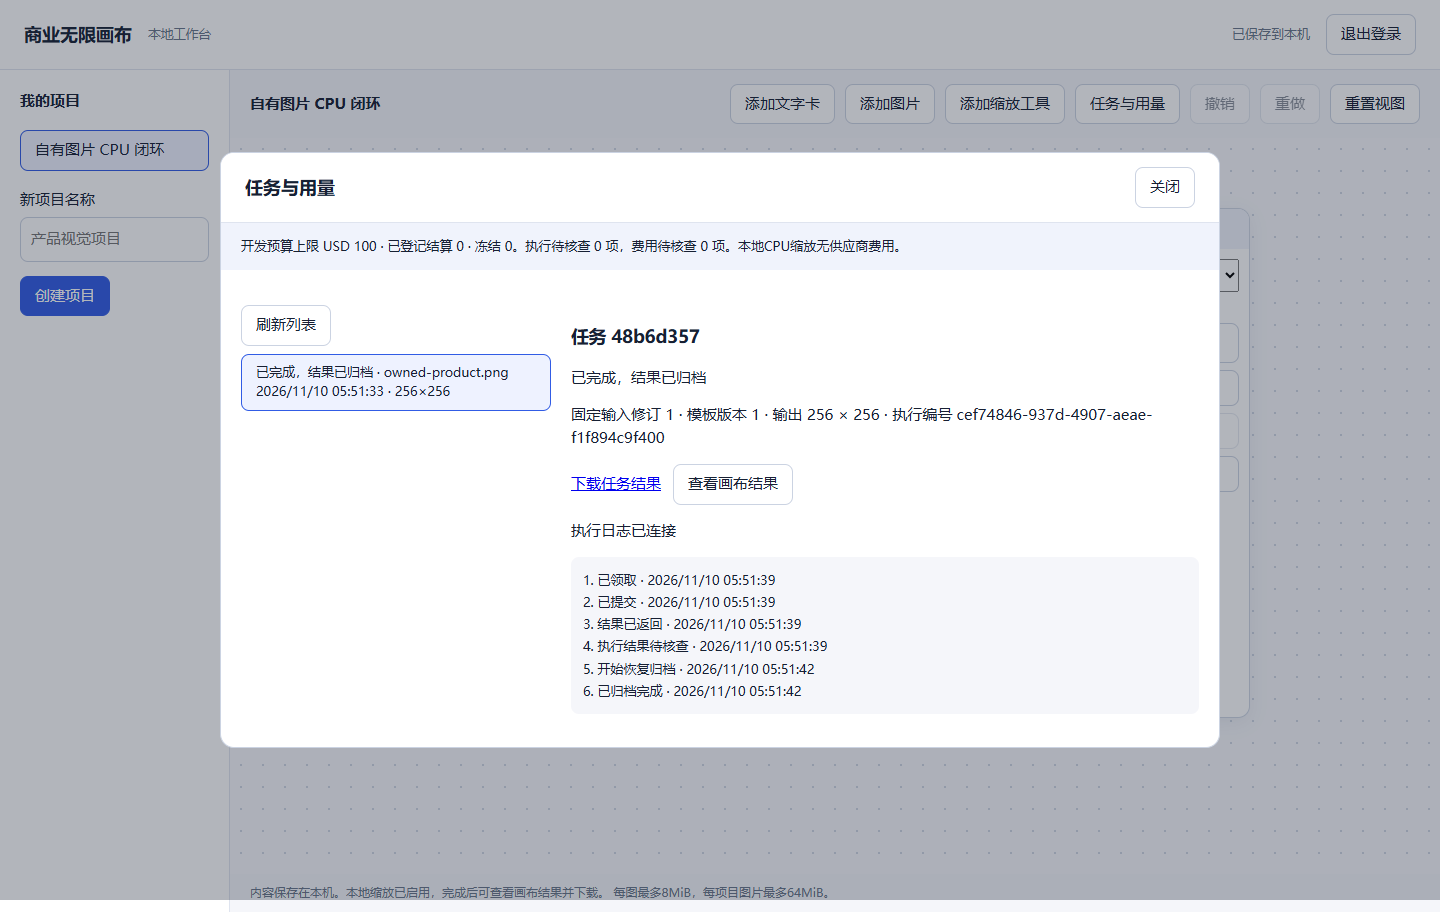 商业无限画布 本地工作台 已保存到本机 退出登录
我的项目
自有图片 CPU 闭环
新项目名称
产品视觉项目
创建项目
自有图片 CPU 闭环 添加文字卡 添加图片 添加缩放工具 任务与用量 撤销 重做 重置视图
任务与用量 关闭
开发预算上限 USD 100 · 已登记结算 0 · 冻结 0。执行待核查 0 项，费用待核查 0 项。本地CPU缩放无供应商费用。
刷新列表
已完成，结果已归档 · owned-product.png
2026/11/10 05:51:33 · 256×256
任务 48b6d357
已完成，结果已归档
固定输入修订 1 · 模板版本 1 · 输出 256 × 256 · 执行编号 cef74846-937d-4907-aeae-
f1f894c9f400
下载任务结果 查看画布结果
执行日志已连接
1. 已领取 · 2026/11/10 05:51:39
2. 已提交 · 2026/11/10 05:51:39
3. 结果已返回 · 2026/11/10 05:51:39
4. 执行结果待核查 · 2026/11/10 05:51:39
5. 开始恢复归档 · 2026/11/10 05:51:42
6. 已归档完成 · 2026/11/10 05:51:42
内容保存在本机。本地缩放已启用，完成后可查看画布结果并下载。 每图最多8MiB，每项目图片最多64MiB。